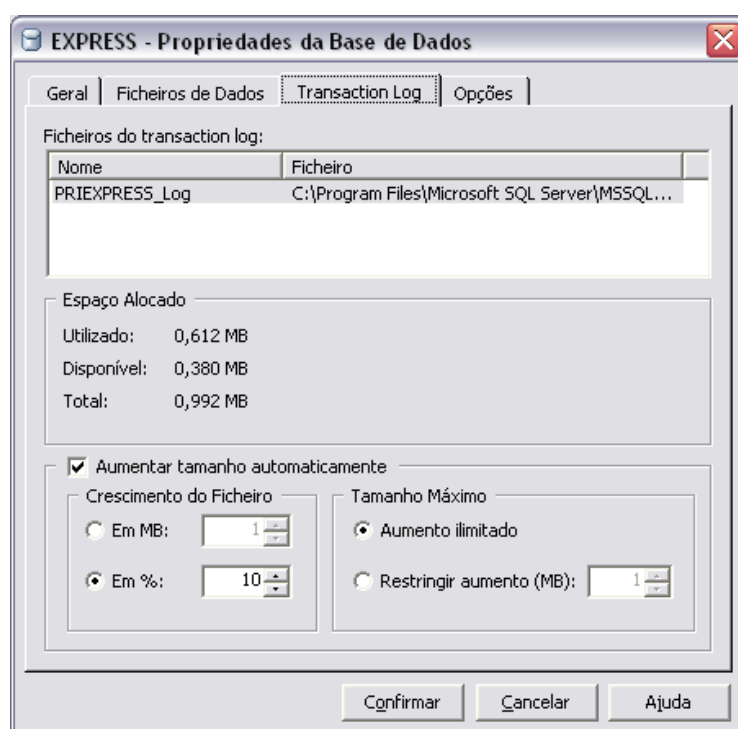 EXPRESS - Propriedades da Base de Dados
Geral Ficheiros de Dados Transaction Log Opções
Ficheiros do transaction log:
Nome Ficheiro
PRIEXPRESS_Log C:\Program Files\Microsoft SQL Server\MSSQL...
Espaço Alocado
Utilizado: 0,612 MB
Disponível: 0,380 MB
Total: 0,992 MB
Aumentar tamanho automaticamente
Crescimento do Ficheiro Tamanho Máximo
Em MB: 1 Aumento ilimitado
Em %: 10 Restringir aumento (MB): 1
Confirmar Cancelar Ajuda